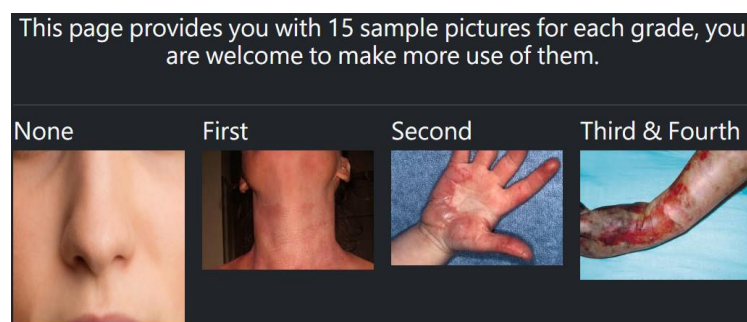 This page provides you with 15 sample pictures for each grade, you
are welcome to make more use of them.
None
First
Second
Third & Fourth